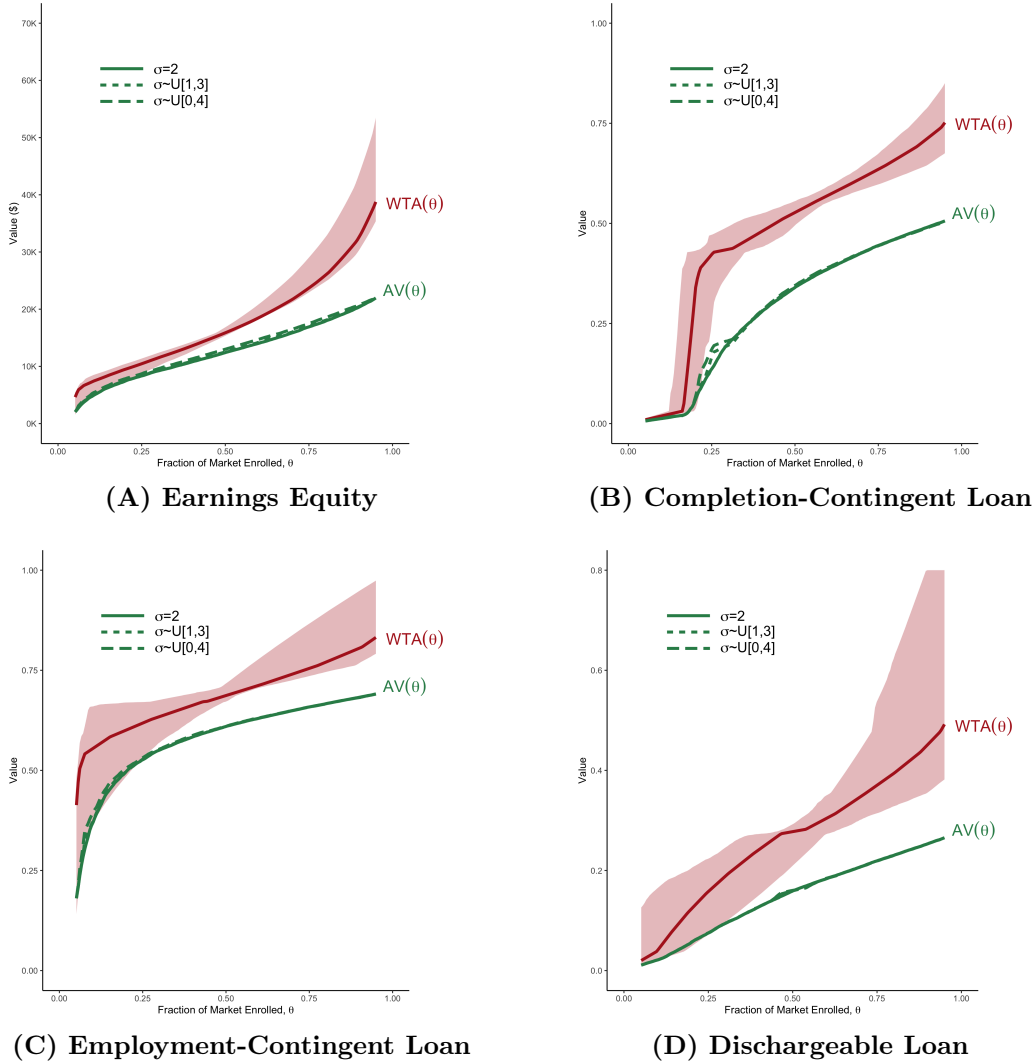 70K
60K
50K
40K
30K
20K
10K
0K
Value ($)
σ=2
σ~U[1,3]
σ~U[0,4]
WTA(θ)
AV(θ)
0.00 0.25 0.50 0.75 1.00
Fraction of Market Enrolled, θ
(A) Earnings Equity
1.00
0.75
0.50
0.25
0.00
Value
σ=2
σ~U[1,3]
σ~U[0,4]
WTA(θ)
AV(θ)
0.00 0.25 0.50 0.75 1.00
Fraction of Market Enrolled, θ
(B) Completion-Contingent Loan
1.00
0.75
0.50
0.25
0.00
Value
σ=2
σ~U[1,3]
σ~U[0,4]
WTA(θ)
AV(θ)
0.00 0.25 0.50 0.75 1.00
Fraction of Market Enrolled, θ
(C) Employment-Contingent Loan
0.8
0.6
0.4
0.2
0.0
Value
σ=2
σ~U[1,3]
σ~U[0,4]
WTA(θ)
AV(θ)
0.00 0.25 0.50 0.75 1.00
Fraction of Market Enrolled, θ
(D) Dischargeable Loan